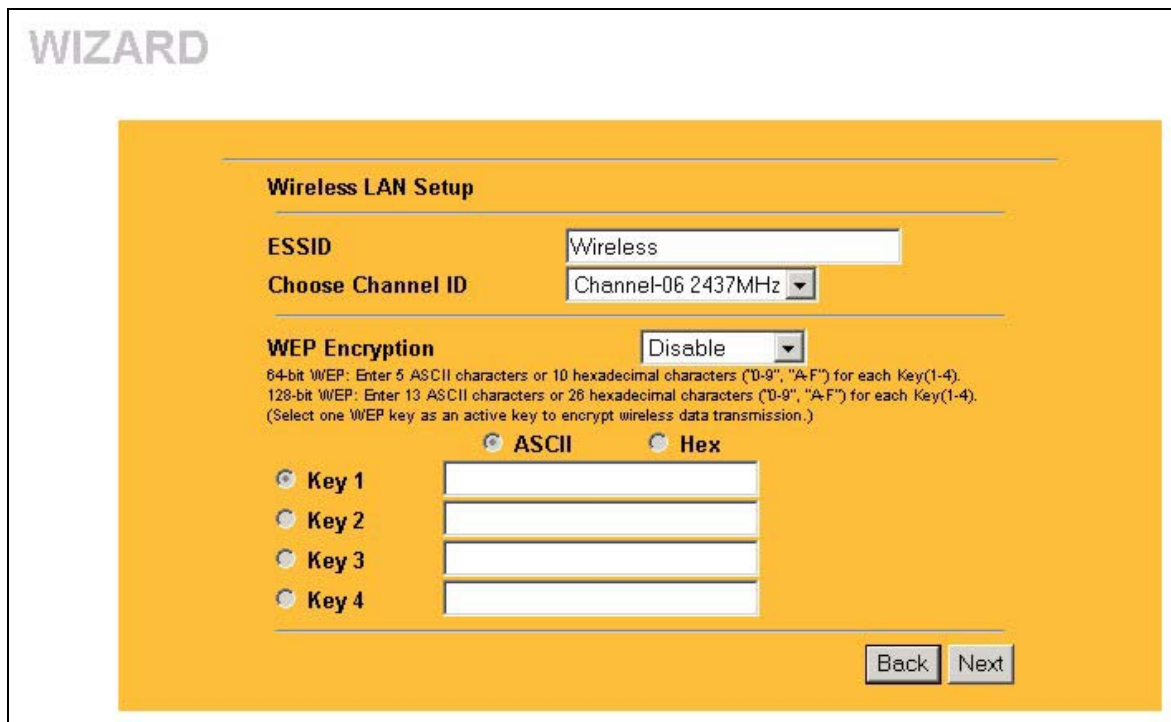 WIZARD
Wireless LAN Setup
ESSID Wireless
Choose Channel ID Channel-06 2437MHz
WEP Encryption Disable
64-bit WEP: Enter 5 ASCII characters or 10 hexadecimal characters ("0-9", "A-F") for each Key(1-4).
128-bit WEP: Enter 13 ASCII characters or 26 hexadecimal characters ("0-9", "A-F") for each Key(1-4).
(Select one WEP key as an active key to encrypt wireless data transmission.)
ASCII Hex
Key 1
Key 2
Key 3
Key 4
Back Next